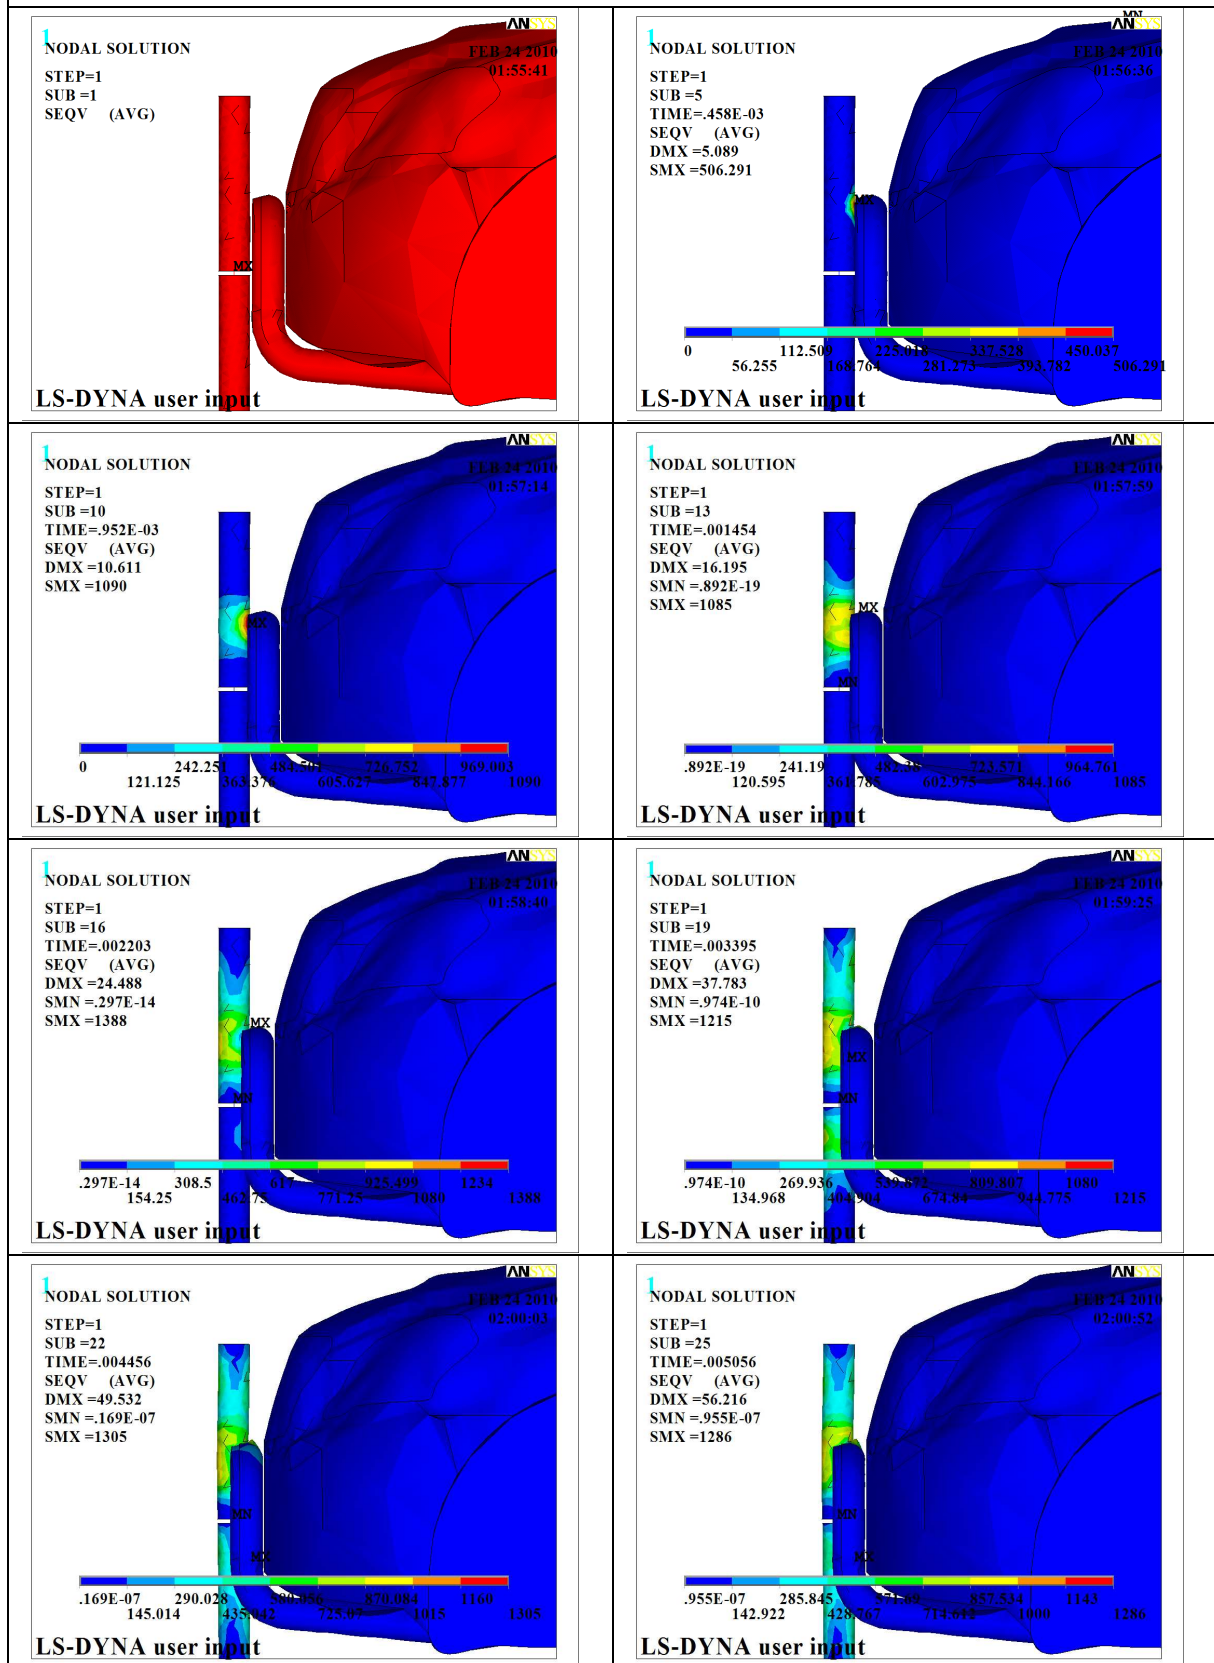 ANSYS
1
NODAL SOLUTION
FEB 24 2010
01:55:41
STEP=1
SUB =1
SEQV (AVG)
MX
LS-DYNA user input
MN
ANSYS
1
NODAL SOLUTION
FEB 24 2010
01:56:36
STEP=1
SUB =5
TIME=.458E-03
SEQV (AVG)
DMX =5.089
SMX =506.291
MX
0 112.509 225.018 337.528 450.037
56.255 168.764 281.273 393.782 506.291
LS-DYNA user input
ANSYS
1
NODAL SOLUTION
FEB 24 2010
01:57:14
STEP=1
SUB =10
TIME=.952E-03
SEQV (AVG)
DMX =10.611
SMX =1090
MX
0 242.251 484.501 726.752 969.003
121.125 363.376 605.627 847.877 1090
LS-DYNA user input
ANSYS
1
NODAL SOLUTION
FEB 24 2010
01:57:59
STEP=1
SUB =13
TIME=.001454
SEQV (AVG)
DMX =16.195
SMN =.892E-19
SMX =1085
MX
MN
.892E-19 241.19 482.38 723.571 964.761
120.595 361.785 602.975 844.166 1085
LS-DYNA user input
ANSYS
1
NODAL SOLUTION
FEB 24 2010
01:58:40
STEP=1
SUB =16
TIME=.002203
SEQV (AVG)
DMX =24.488
SMN =.297E-14
SMX =1388
MX
MN
.297E-14 308.5 617 925.499 1234
154.25 462.75 771.25 1080 1388
LS-DYNA user input
ANSYS
1
NODAL SOLUTION
FEB 24 2010
01:59:25
STEP=1
SUB =19
TIME=.003395
SEQV (AVG)
DMX =37.783
SMN =.974E-10
SMX =1215
MX
MN
.974E-10 269.936 539.872 809.807 1080
134.968 404.904 674.84 944.775 1215
LS-DYNA user input
ANSYS
1
NODAL SOLUTION
FEB 24 2010
02:00:03
STEP=1
SUB =22
TIME=.004456
SEQV (AVG)
DMX =49.532
SMN =.169E-07
SMX =1305
MN
MX
.169E-07 290.028 580.056 870.084 1160
145.014 435.042 725.07 1015 1305
LS-DYNA user input
ANSYS
1
NODAL SOLUTION
FEB 24 2010
02:00:52
STEP=1
SUB =25
TIME=.005056
SEQV (AVG)
DMX =56.216
SMN =.955E-07
SMX =1286
MN
MX
.955E-07 285.845 571.69 857.534 1143
142.922 428.767 714.612 1000 1286
LS-DYNA user input